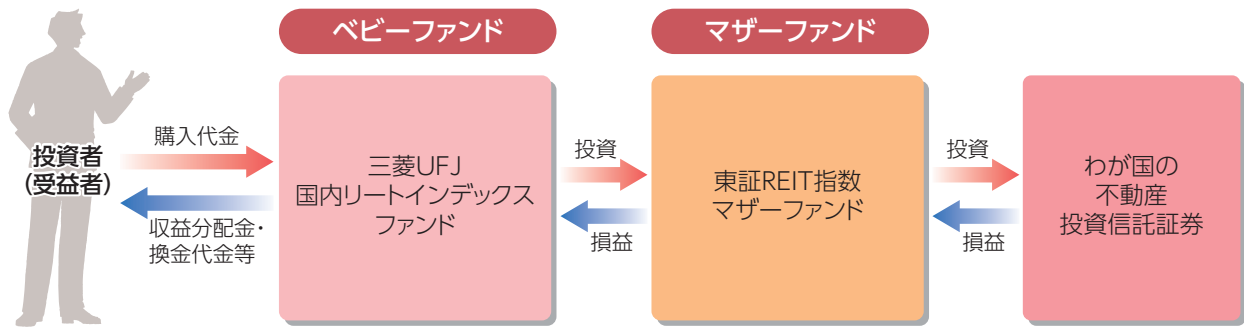 ベビーファンド
マザーファンド
投資者
(受益者)
購入代金
収益分配金・
換金代金等
三菱UFJ
国内リートインデックス
ファンド
投資
損益
東証REIT指数
マザーファンド
投資
損益
わが国の
不動産
投資信託証券